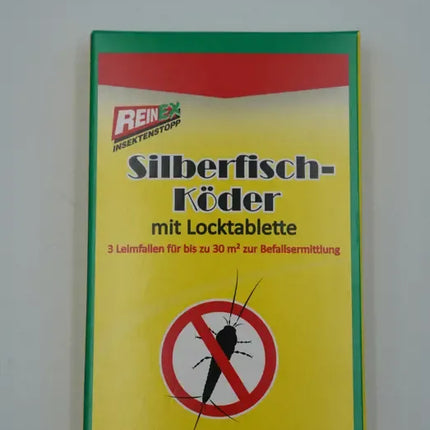 REINEX
INSEKTENSTOPP
Silberfisch-
Köder
mit Locktablette
3 Leimfallen für bis zu 30 m² zur Befallsermittlung